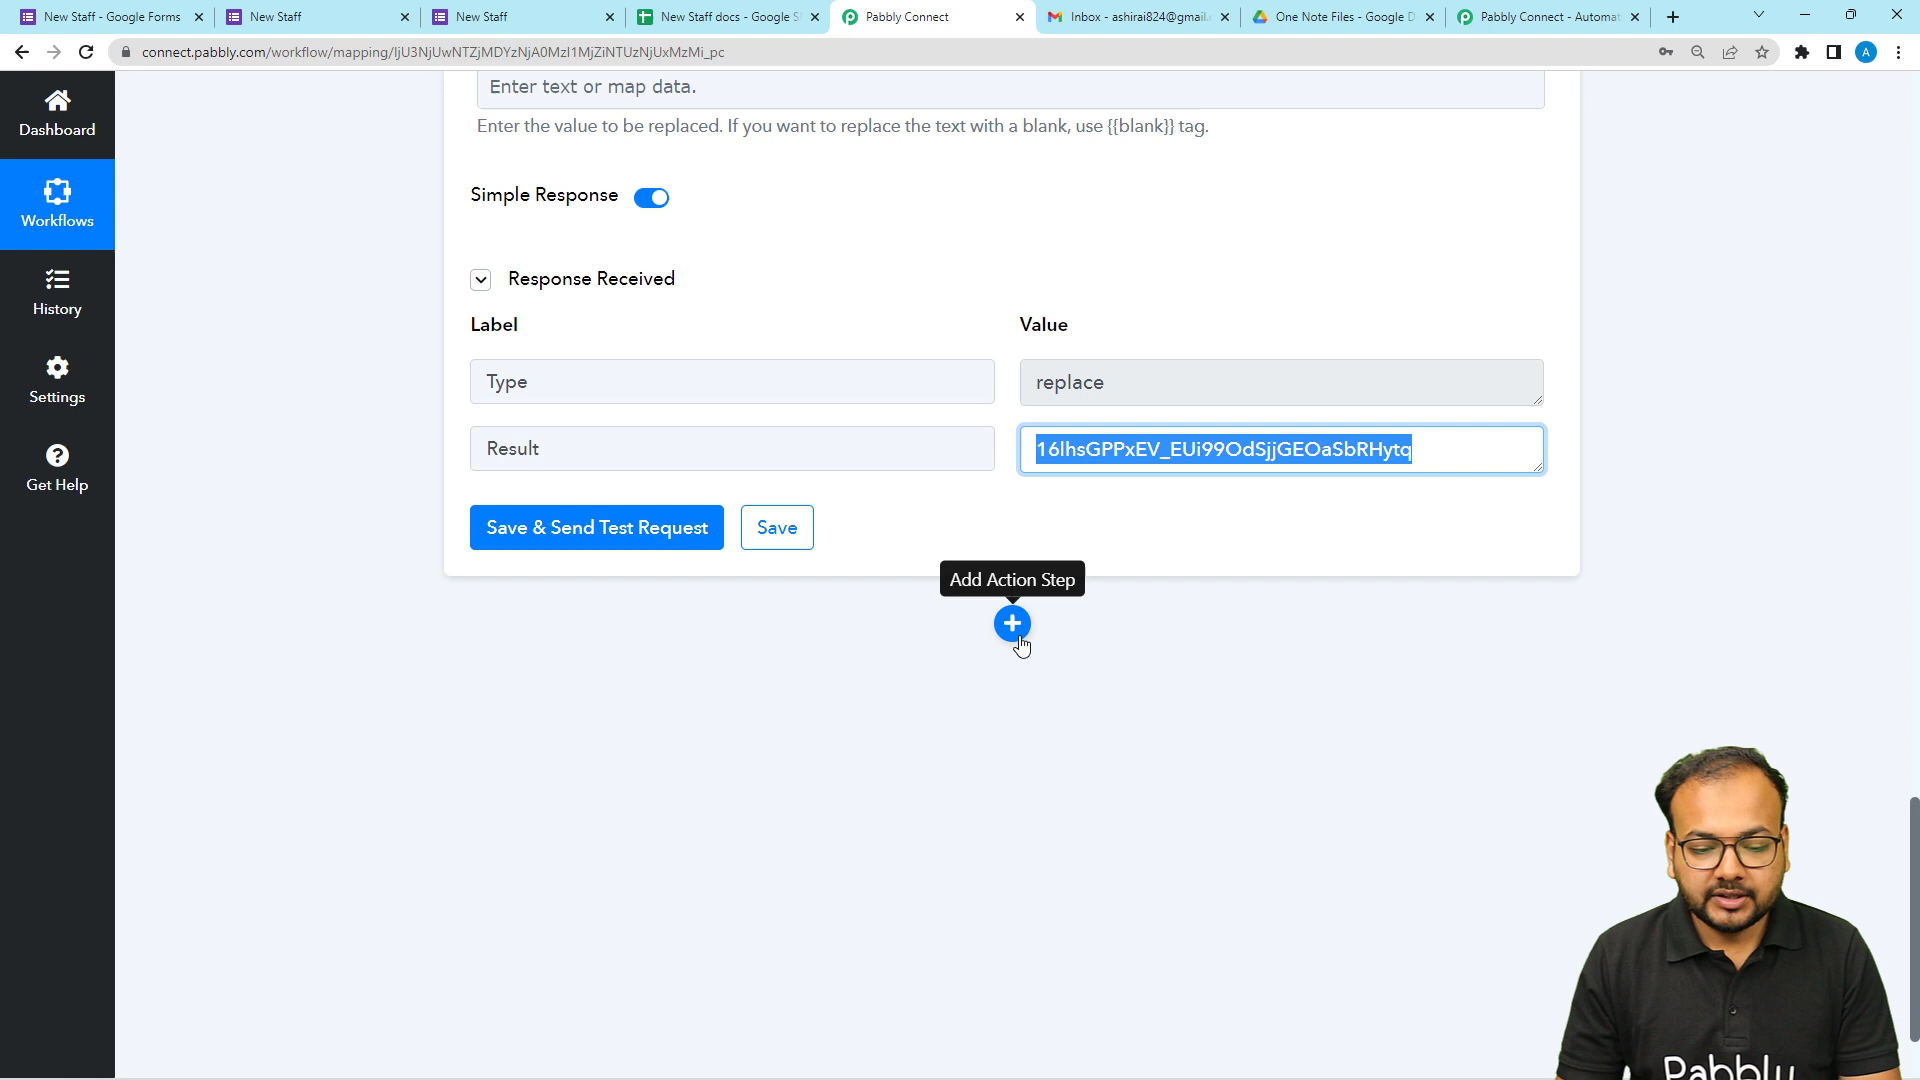 New Staff - Google Forms
New Staff
New Staff
New Staff docs - Google S
Pabbly Connect
Inbox - ashirai824@gmail.
One Note Files - Google D
Pabbly Connect - Automat
connect.pabbly.com/workflow/mapping/IjU3NjUwNTZjMDYzNjA0MzI1MjZiNTUzNjUxMzMi_pc
A
Dashboard
Workflows
History
Settings
Get Help
Enter text or map data.
Enter the value to be replaced. If you want to replace the text with a blank, use {{blank}} tag.
Simple Response
Response Received
Label
Value
Type
replace
Result
16lhsGPPxEV_EUi99OdSjjGEOaSbRHytq
Save & Send Test Request
Save
Add Action Step
Pabbly